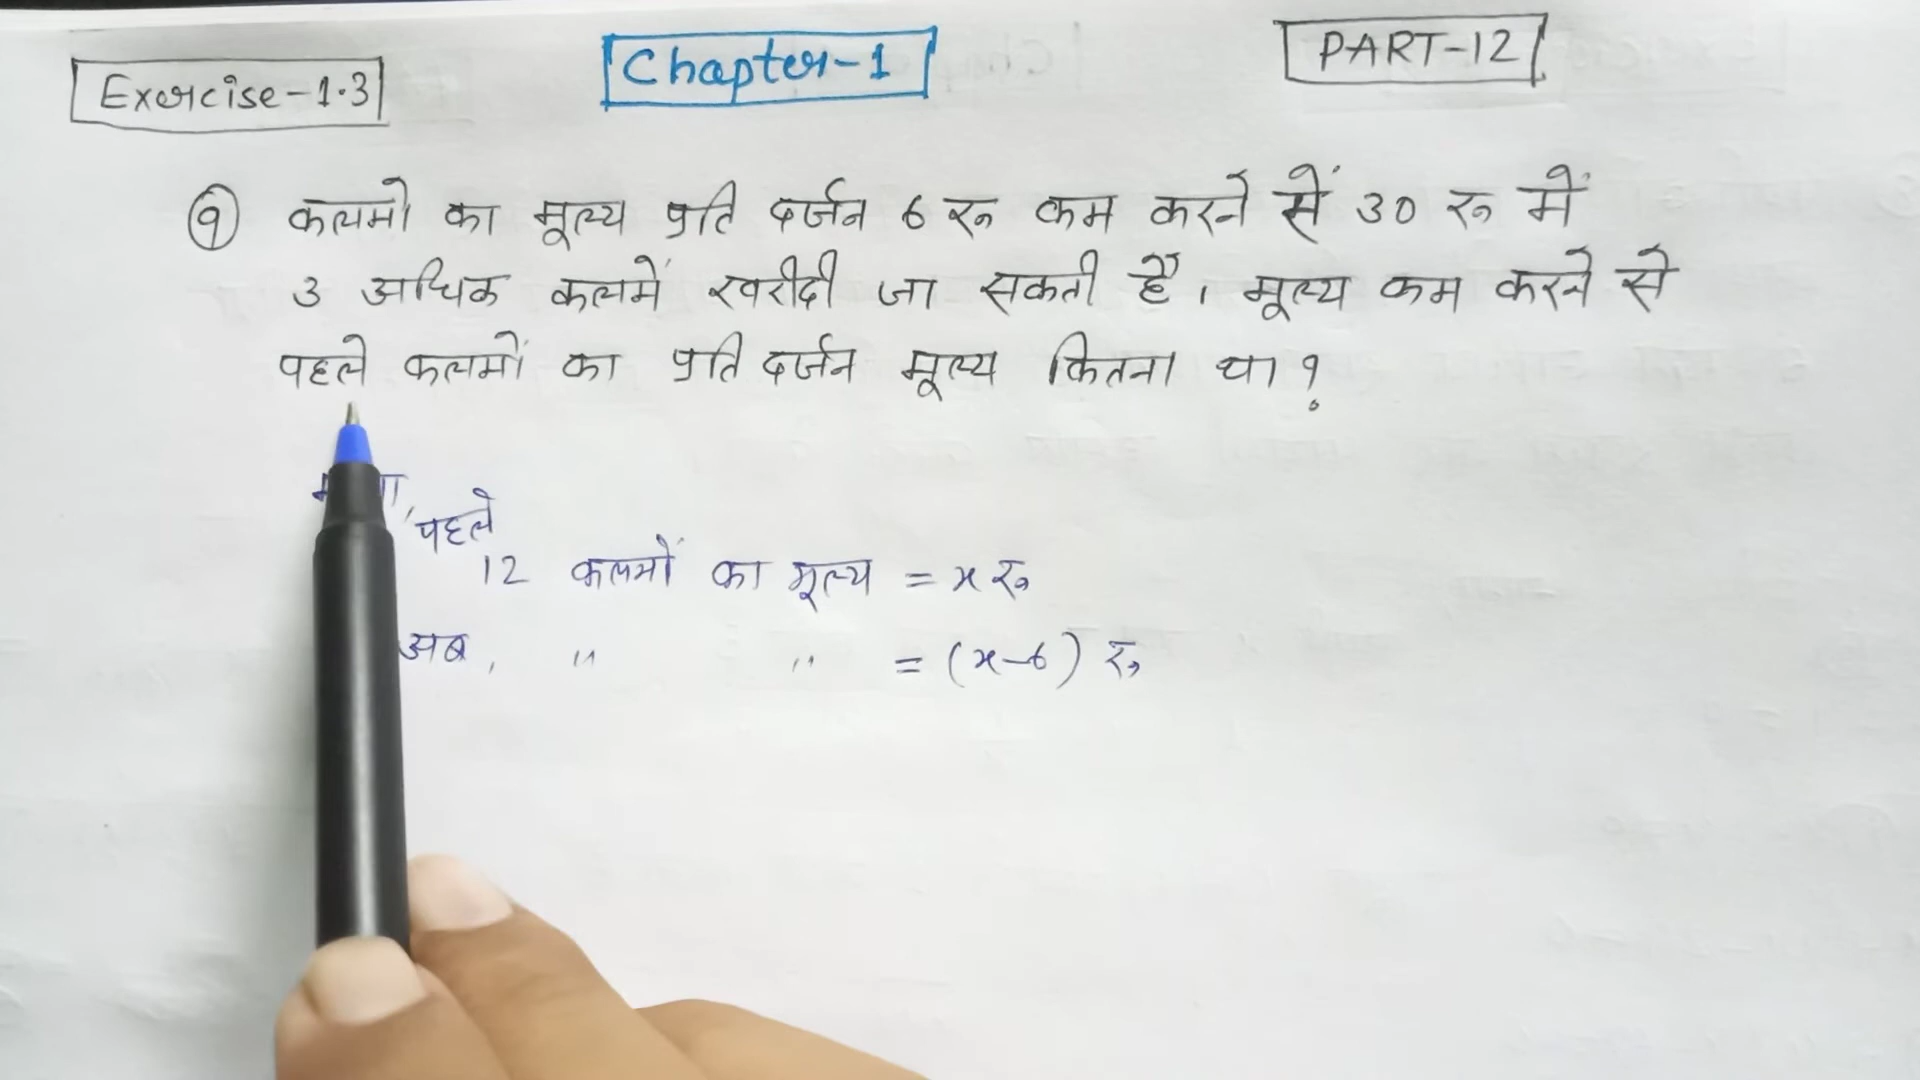 Exercise-1.3
Chapter-1
PART-12
९ कलमो का मूल्य प्रति दर्जन 6 रु कम करने सें 30 रु में
3 अधिक कलमें खरीदी जा सकती हैं, मूल्य कम करने से
पहले कलमों का प्रति दर्जन मूल्य कितना था ?
पहले
12 कलमों का मूल्य = x रु
अब, " " = (x-6) रु